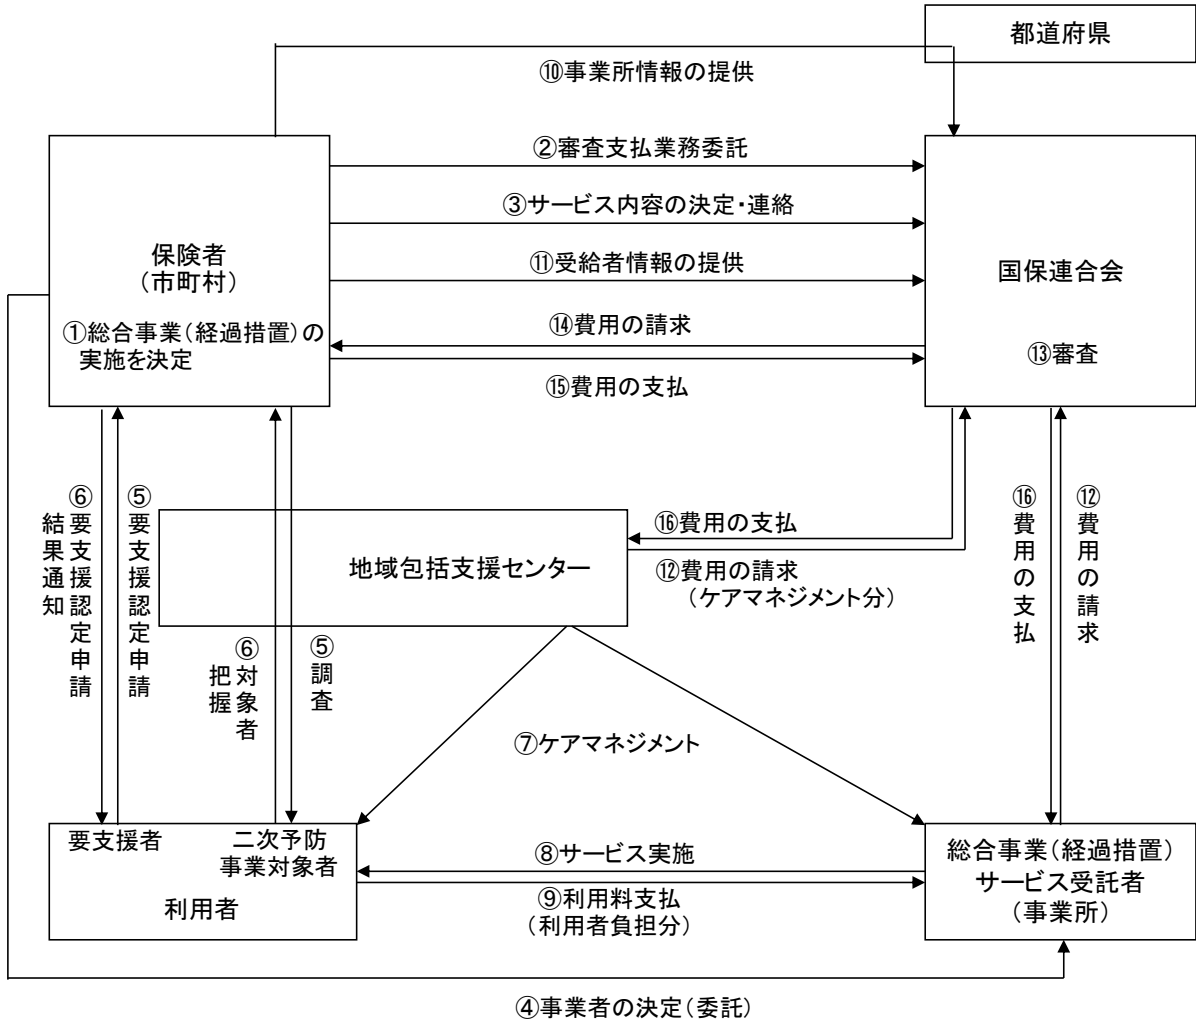 都道府県
⑩事業所情報の提供
②審査支払業務委託
③サービス内容の決定・連絡
保険者
（市町村）
⑪受給者情報の提供
国保連合会
①総合事業（経過措置）の
実施を決定
⑭費用の請求
⑬審査
⑮費用の支払
⑥要支援認定申請
結果通知
⑤要支援認定申請
地域包括支援センター
⑯費用の支払
⑫費用の請求
（ケアマネジメント分）
⑯費用の支払
⑫費用の請求
⑥対象者
把握
⑤調査
⑦ケアマネジメント
要支援者
二次予防
事業対象者
利用者
⑧サービス実施
⑨利用料支払
（利用者負担分）
総合事業（経過措置）
サービス受託者
（事業所）
④事業者の決定（委託）